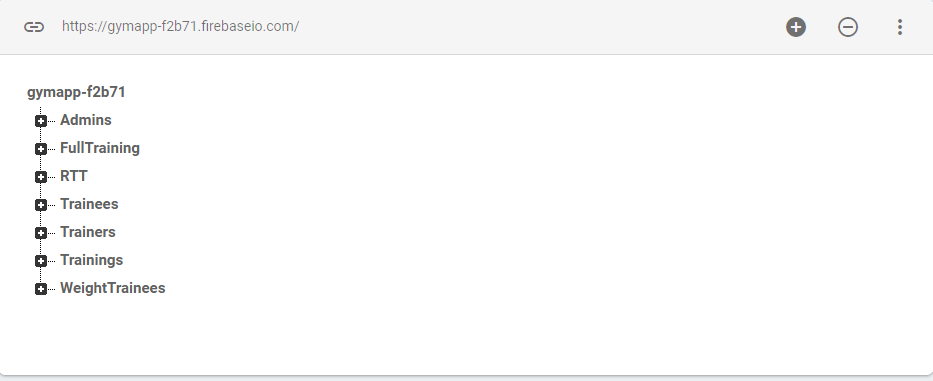 https://gymapp-f2b71.firebaseio.com/
gymapp-f2b71
Admins
FullTraining
RTT
Trainees
Trainers
Trainings
WeightTrainees